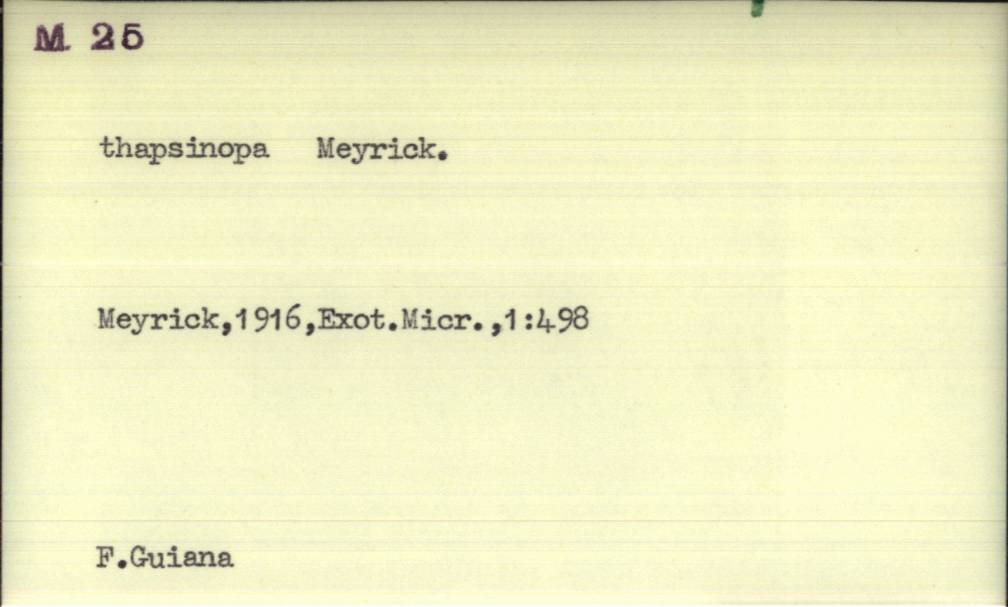 M 25
thapsinopa Meyrick.
Meyrick,1916,Exot.Micr.,1:498
F.Guiana